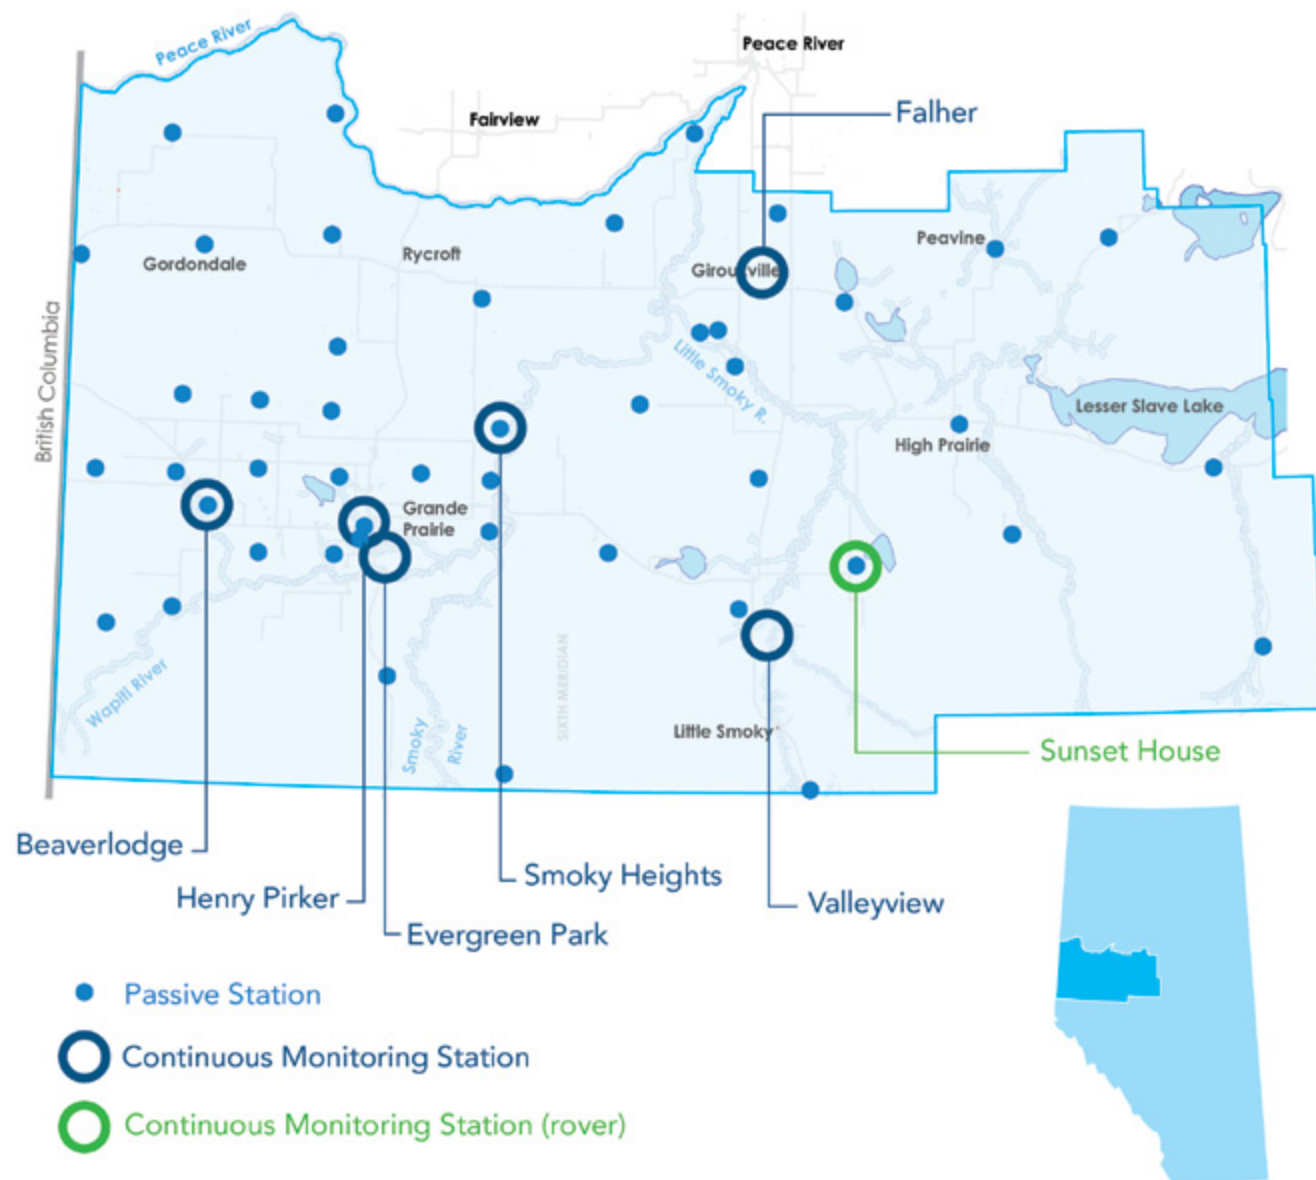 Peace River
Peace River
Fairview
Falher
Gordondale
Rycroft
Girouxville
Peavine
British Columbia
Little Smoky R.
Lesser Slave Lake
High Prairie
Grande
Prairie
Wapiti River
Smoky
River
SIXTH MERIDIAN
Little Smoky
Sunset House
Beaverlodge
Henry Pirker
Evergreen Park
Smoky Heights
Valleyview
Passive Station
Continuous Monitoring Station
Continuous Monitoring Station (rover)